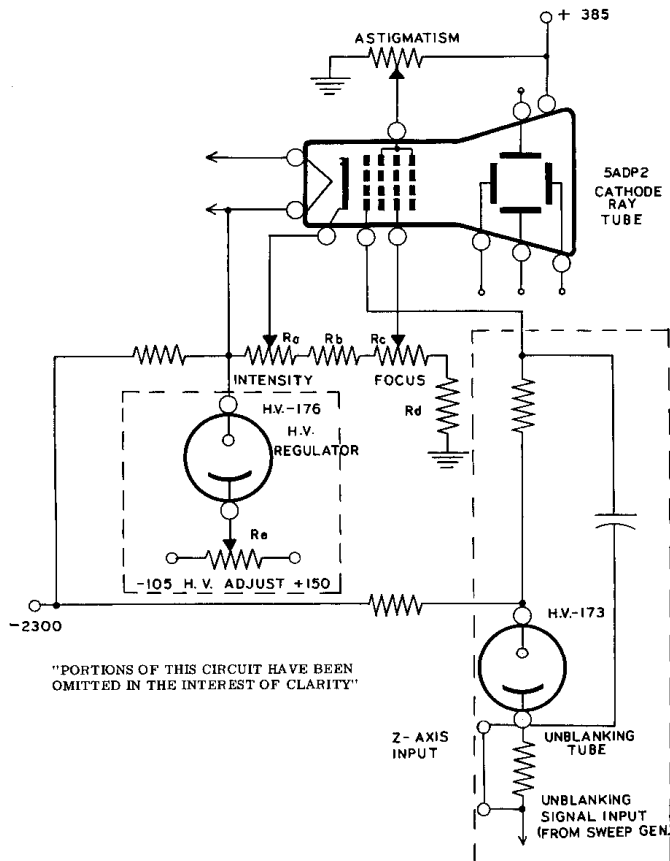 + 385
ASTIGMATISM
5ADP2
CATHODE
RAY
TUBE
Ra
Rb
Rc
INTENSITY
FOCUS
Rd
H.V.-176
H.V.
REGULATOR
Re
-105 H.V. ADJUST +150
-2300
H.V.-173
"PORTIONS OF THIS CIRCUIT HAVE BEEN
OMITTED IN THE INTEREST OF CLARITY"
Z-AXIS
INPUT
UNBLANKING
TUBE
UNBLANKING
SIGNAL INPUT
(FROM SWEEP GEN.